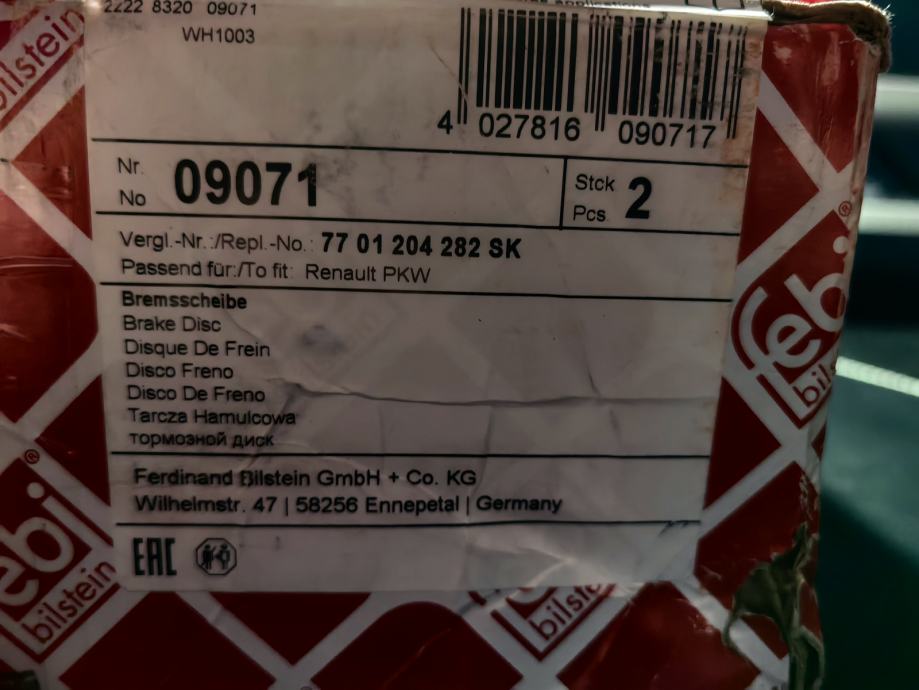 2222 8320 09071
WH1003
4 027816 090717
Nr.
No 09071
Stck
Pcs 2
Vergl.-Nr.:/Repl.-No.: 77 01 204 282 SK
Passend für:/To fit: Renault PKW
Bremsscheibe
Brake Disc
Disque De Frein
Disco Freno
Disco De Freno
Tarcza Hamulcowa
тормозной диск
Ferdinand Bilstein GmbH + Co. KG
Wilhelmstr. 47 | 58256 Ennepetal | Germany
EAC
bilstein
febi®
bils
ebi®
bilstein
bilste